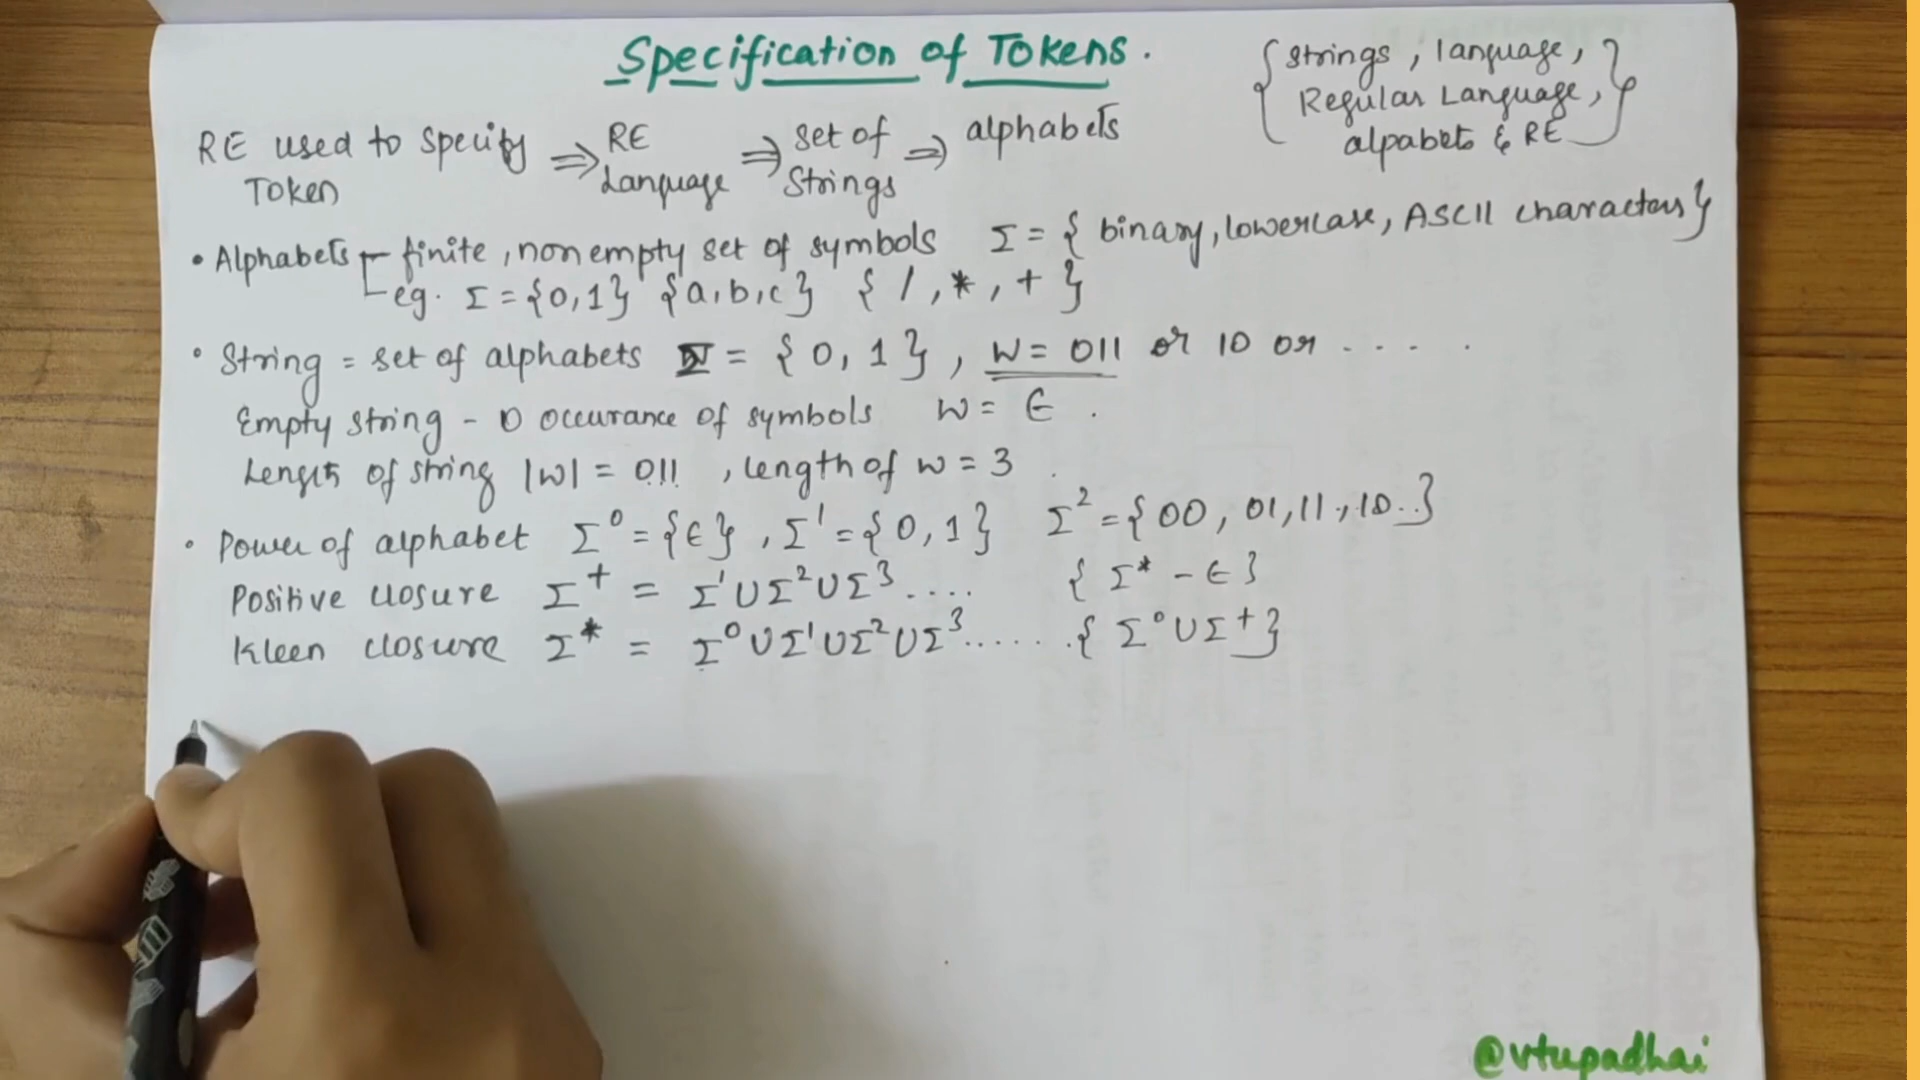 Specification of Tokens.
{ strings, language,
Regular Language,
alpabets & RE }
RE used to specify Token ⇒ RE Language ⇒ set of Strings ⇒ alphabets
• Alphabets - finite, non empty set of symbols Σ = { binary, lowercase, ASCII characters }
- eg. Σ = {0,1} {a,b,c} { /, *, + }
• String = set of alphabets Σ = { 0, 1 }, W = 011 or 10 or . . . . .
Empty string - 0 occurance of symbols W = ϵ .
Length of string |w| = 011 , length of w = 3 .
• Power of alphabet Σ⁰ = {ϵ}, Σ¹ = {0, 1} Σ² = {00, 01, 11, 10..}
Positive closure Σ⁺ = Σ¹ U Σ² U Σ³ .... { Σ* - ϵ }
Kleen closure Σ* = Σ⁰ U Σ¹ U Σ² U Σ³ ...... { Σ⁰ U Σ⁺ }
@vtupadhai